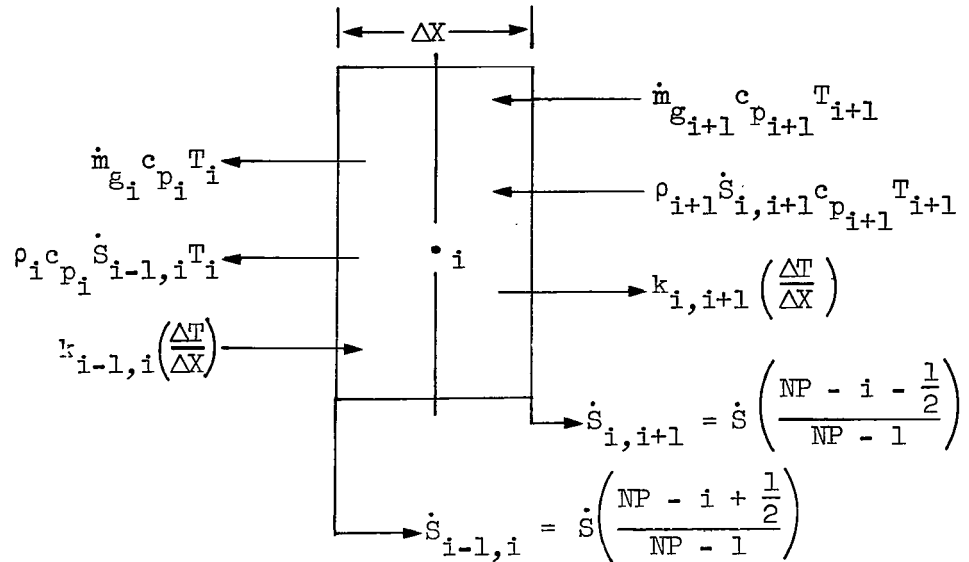 ΔX
ṁ_{g_{i+1}} c_{p_{i+1}} T_{i+1}
ṁ_{g_i} c_{p_i} T_i
ρ_{i+1} Ṡ_{i,i+1} c_{p_{i+1}} T_{i+1}
ρ_i c_{p_i} Ṡ_{i-1,i} T_i
i
k_{i,i+1} (ΔT/ΔX)
k_{i-1,i} (ΔT/ΔX)
Ṡ_{i,i+1} = Ṡ ((NP - i - 1/2)/(NP - 1))
Ṡ_{i-1,i} = Ṡ ((NP - i + 1/2)/(NP - 1))